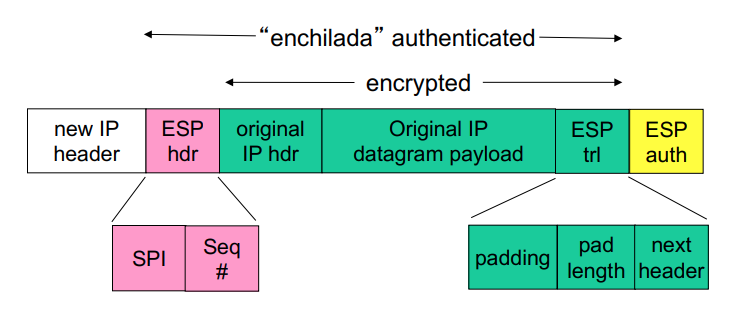 “enchilada” authenticated
encrypted
new IP
header
ESP
hdr
original
IP hdr
Original IP
datagram payload
ESP
trl
ESP
auth
SPI
Seq
#
padding
pad
length
next
header